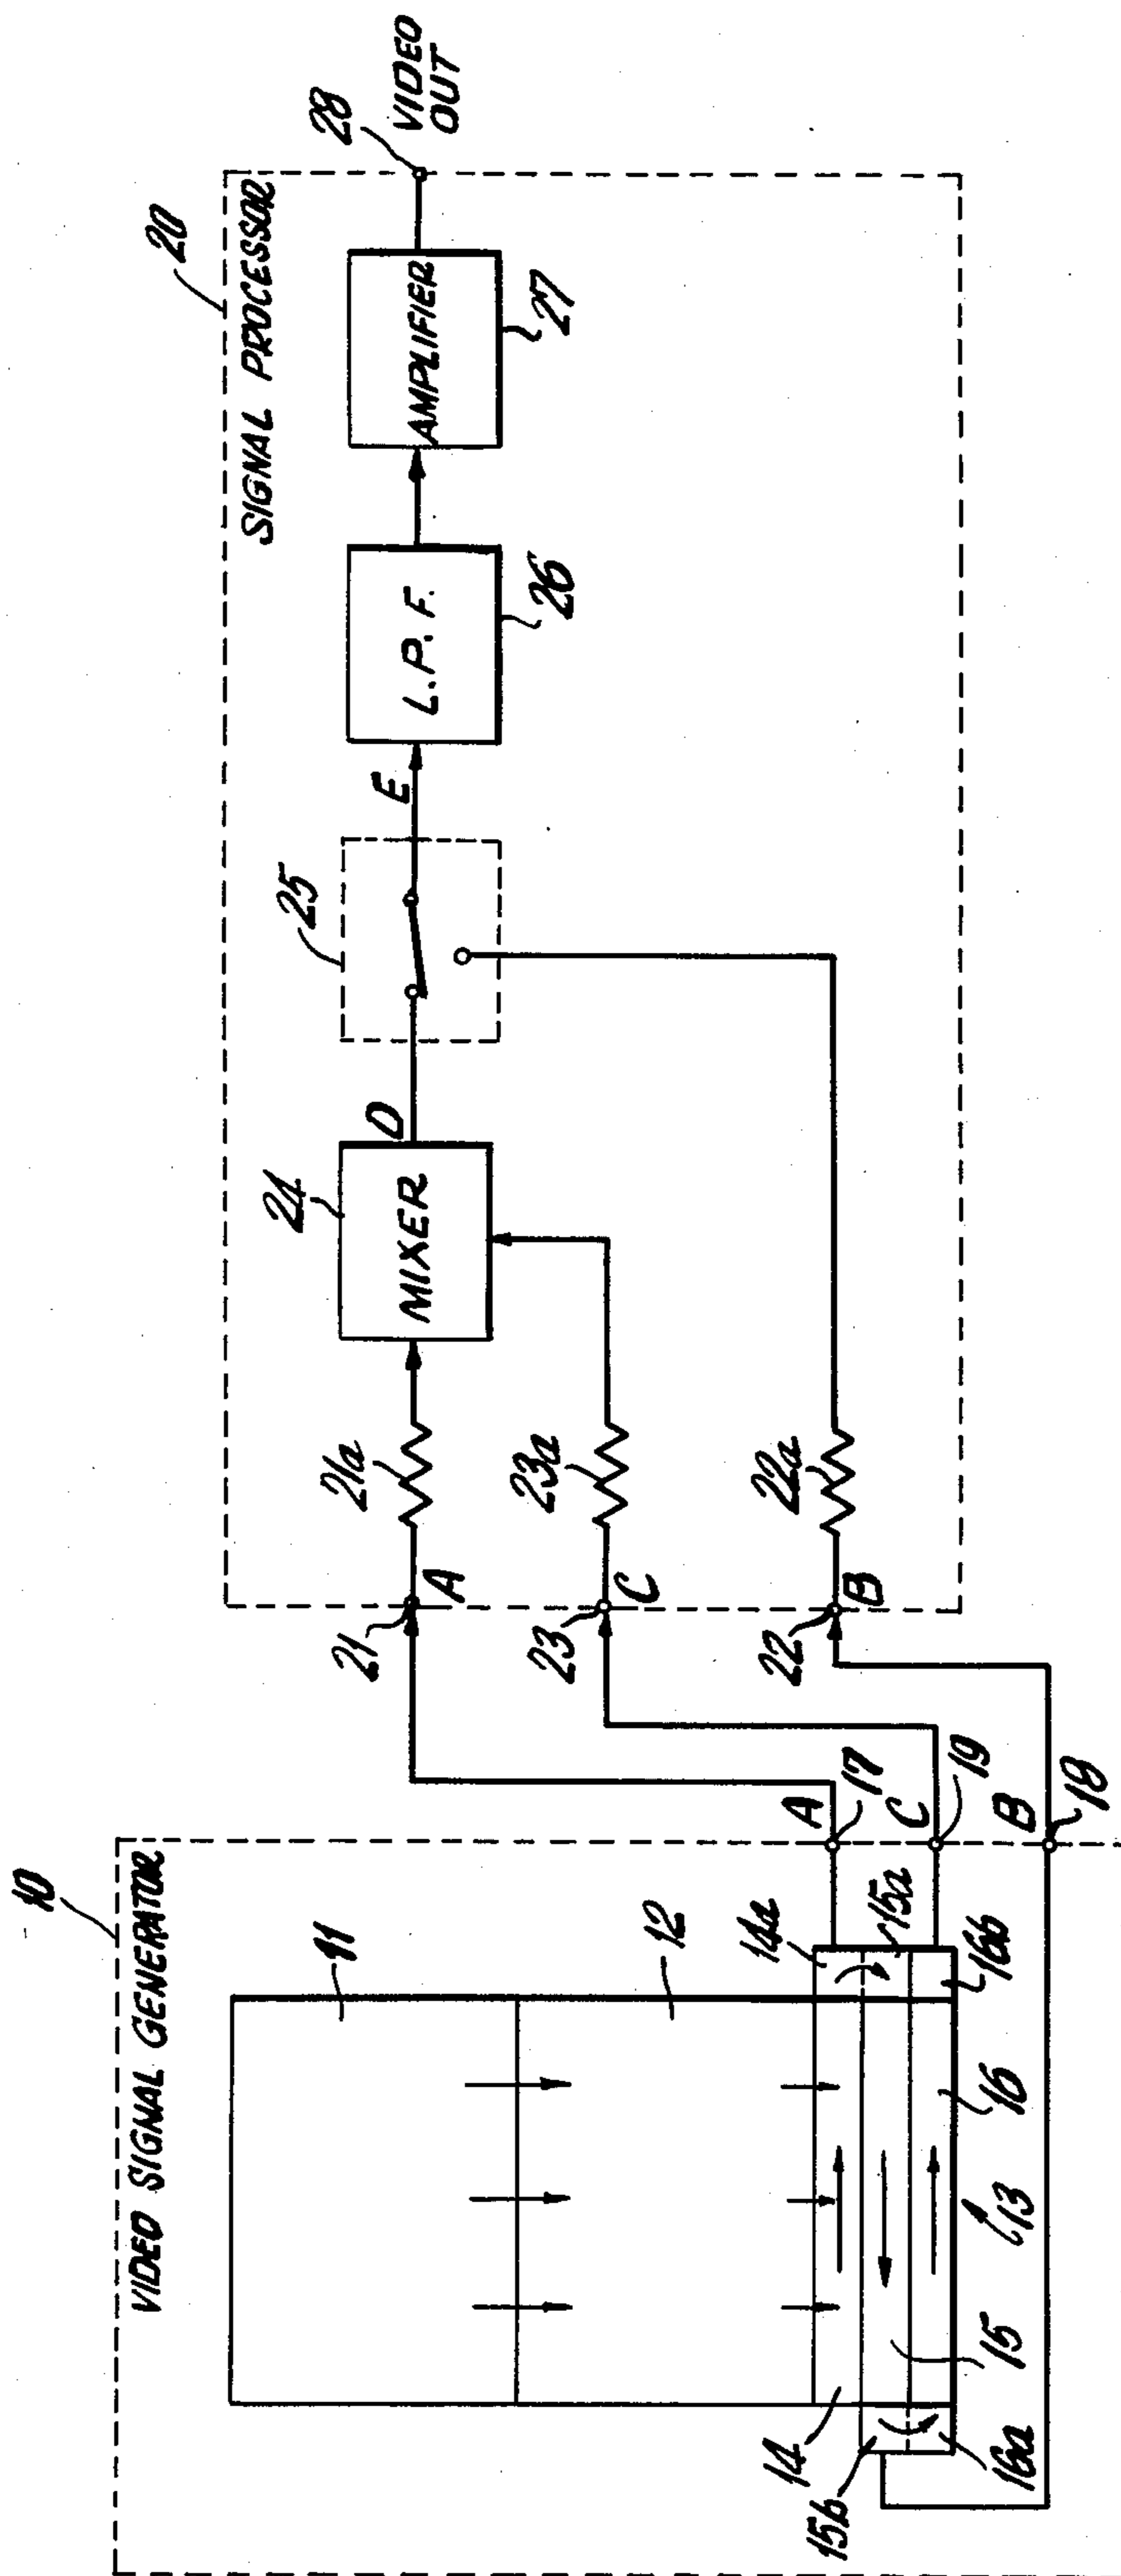 10
VIDEO SIGNAL GENERATOR
11
12
14
14a
15a
15b
15
16
16a
16b
13
A
17
C
19
B
18
20
SIGNAL PROCESSOR
21
A
21a
23
C
23a
22
B
22a
24
MIXER
D
25
E
L.P.F.
26
AMPLIFIER
27
28
VIDEO
OUT